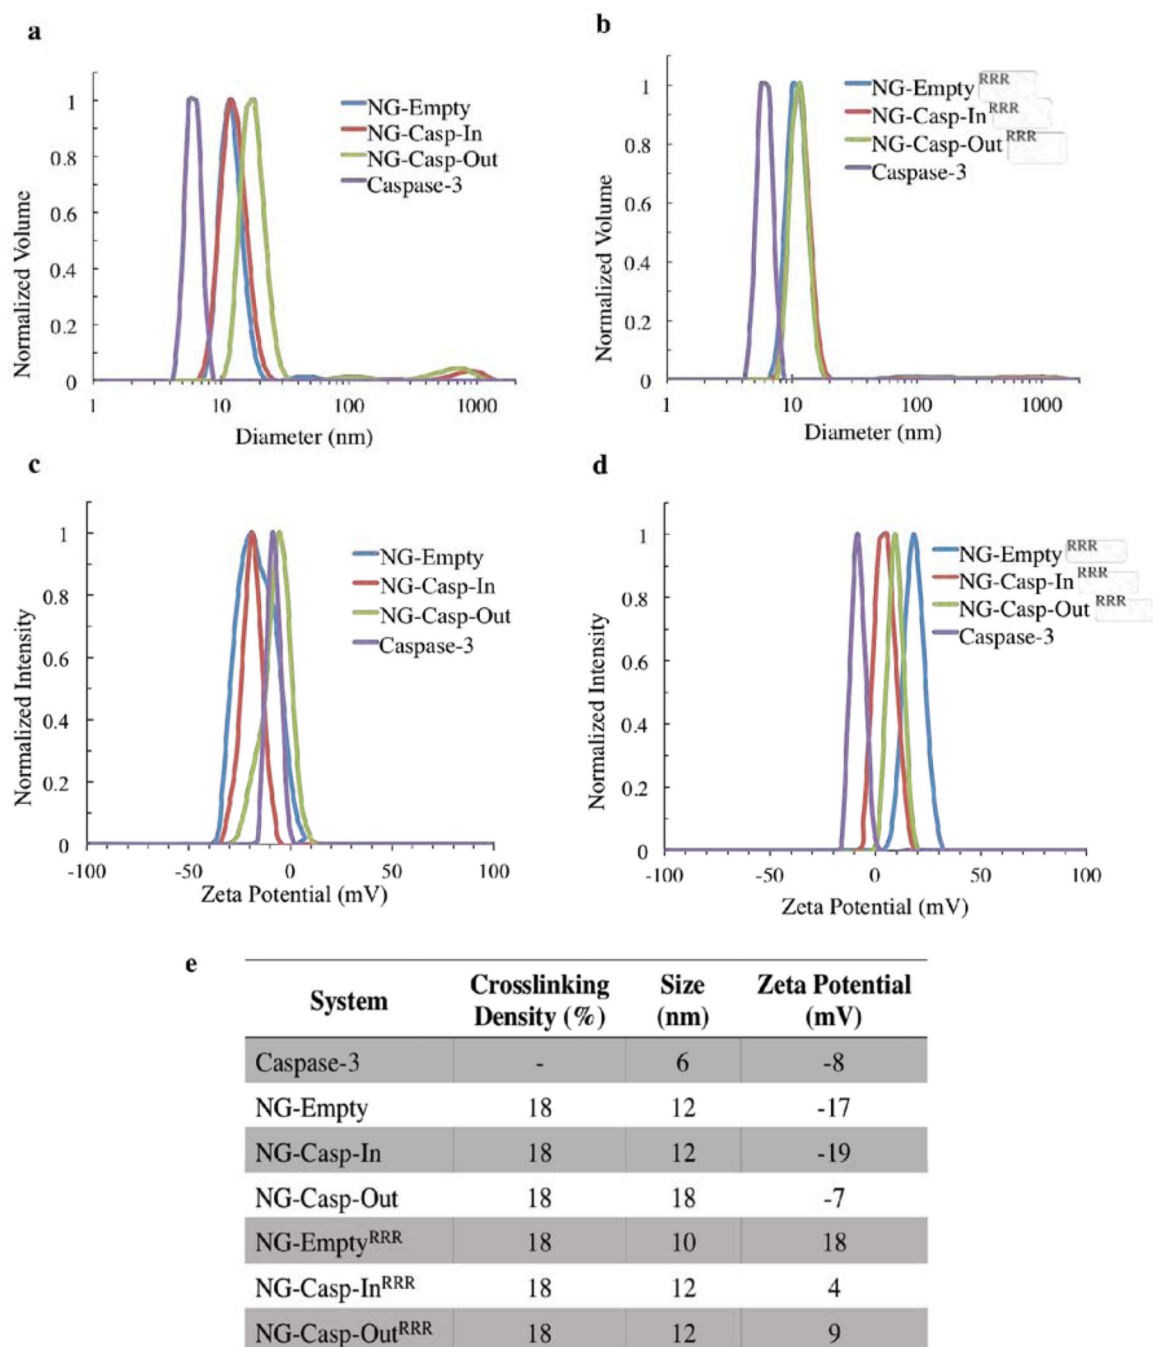 a
Normalized Volume
1
0.8
0.6
0.4
0.2
0
1 10 100 1000
Diameter (nm)
NG-Empty
NG-Casp-In
NG-Casp-Out
Caspase-3
b
Normalized Volume
1
0.8
0.6
0.4
0.2
0
1 10 100 1000
Diameter (nm)
NG-Empty RRR
NG-Casp-In RRR
NG-Casp-Out RRR
Caspase-3
c
Normalized Intensity
1
0.8
0.6
0.4
0.2
0
-100 -50 0 50 100
Zeta Potential (mV)
NG-Empty
NG-Casp-In
NG-Casp-Out
Caspase-3
d
Normalized Intensity
1
0.8
0.6
0.4
0.2
0
-100 -50 0 50 100
Zeta Potential (mV)
NG-Empty RRR
NG-Casp-In RRR
NG-Casp-Out RRR
Caspase-3
e
System Crosslinking Density (%) Size (nm) Zeta Potential (mV)
Caspase-3 - 6 -8
NG-Empty 18 12 -17
NG-Casp-In 18 12 -19
NG-Casp-Out 18 18 -7
NG-Empty^RRR 18 10 18
NG-Casp-In^RRR 18 12 4
NG-Casp-Out^RRR 18 12 9